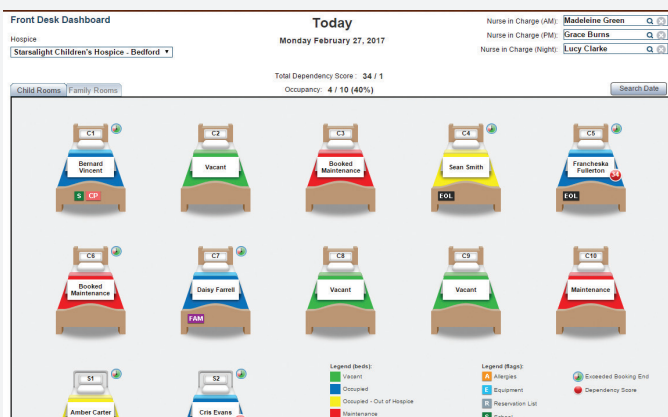 Front Desk Dashboard
Today
Monday February 27, 2017
Nurse in Charge (AM): Madeleine Green
Nurse in Charge (PM): Grace Burns
Nurse in Charge (Night): Lucy Clarke
Hospice
Starsalight Children's Hospice - Bedford
Total Dependency Score : 34 / 1
Occupancy: 4 / 10 (40%)
Child Rooms Family Rooms
Search Date
C1
Bernard
Vincent
S CP
C2
Vacant
C3
Booked
Maintenance
C4
Sean Smith
EOL
C5
Francheska
Fullerton
34
EOL
C6
Booked
Maintenance
C7
Daisy Farrell
FAM
C8
Vacant
C9
Vacant
C10
Maintenance
S1
Amber Carter
S2
Cris Evans
Legend (beds):
Vacant
Occupied
Occupied - Out of Hospice
Maintenance
Legend (flags):
A Allergies
E Equipment
R Reservation List
S School
Exceeded Booking End
Dependency Score